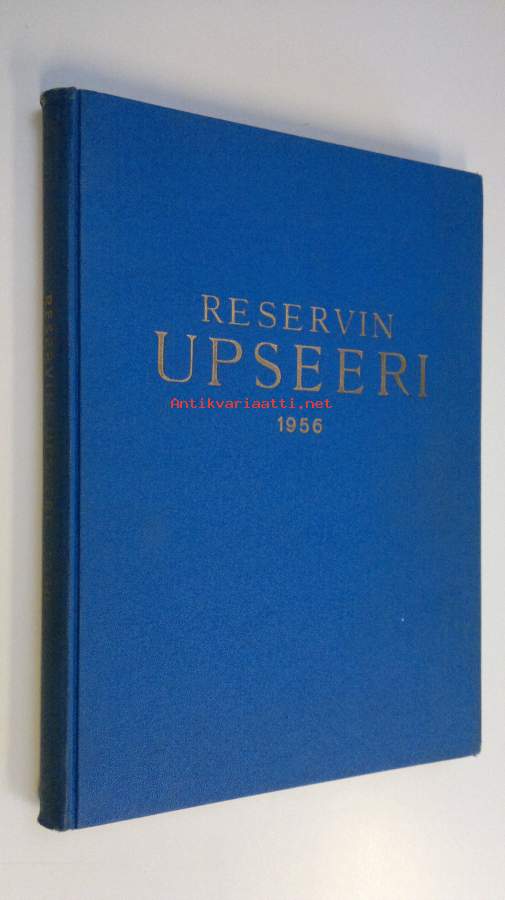 RESERVIN
UPSEERI
Antikvariaatti.net
1956